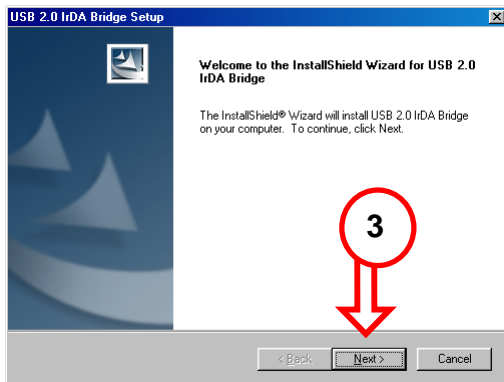 USB 2.0 IrDA Bridge Setup
Welcome to the InstallShield Wizard for USB 2.0
IrDA Bridge
The InstallShield® Wizard will install USB 2.0 IrDA Bridge
on your computer. To continue, click Next.
3
< Back
Next >
Cancel